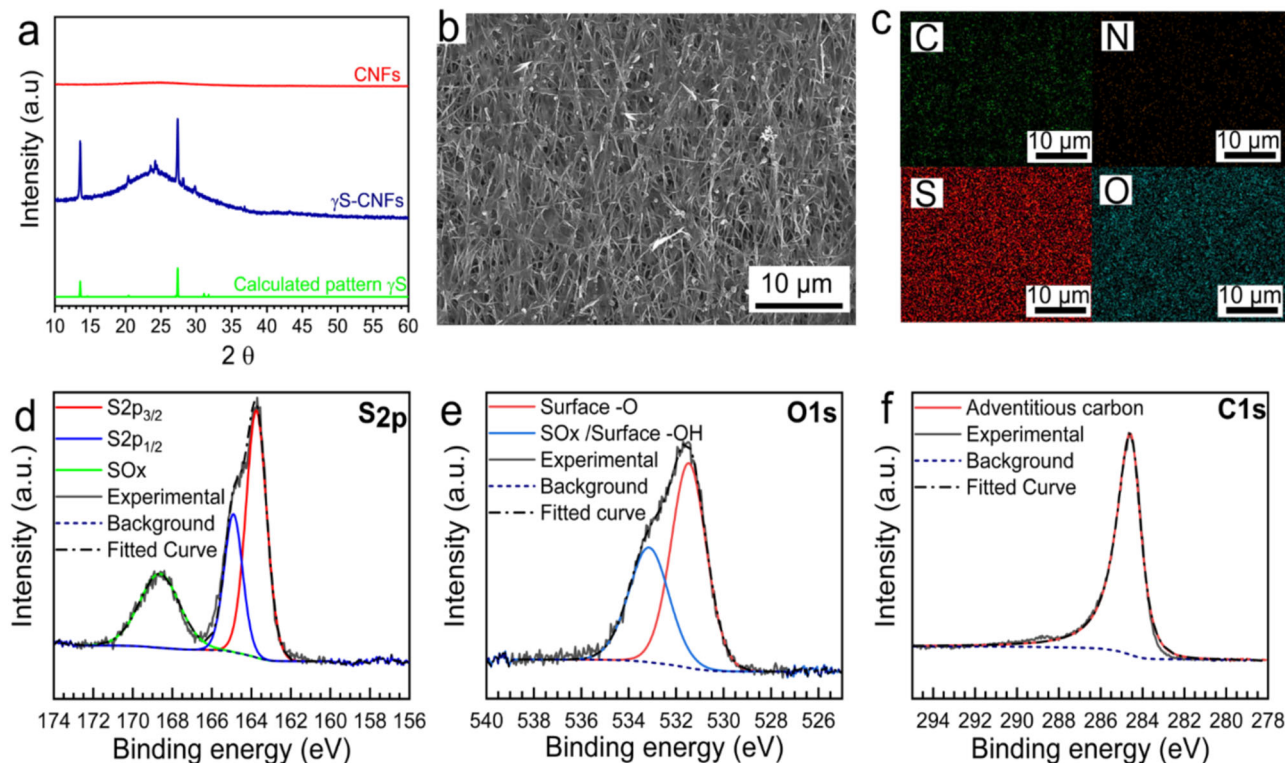 a
Intensity (a.u)
CNFs
γS-CNFs
Calculated pattern γS
10 15 20 25 30 35 40 45 50 55 60
2 θ
b
10 µm
c
C
10 µm
N
10 µm
S
10 µm
O
10 µm
d
S2p
S2p3/2
S2p1/2
SOx
Experimental
Background
Fitted Curve
Intensity (a.u.)
174 172 170 168 166 164 162 160 158 156
Binding energy (eV)
e
O1s
Surface -O
SOx /Surface -OH
Experimental
Background
Fitted curve
Intensity (a.u.)
540 538 536 534 532 530 528 526
Binding energy (eV)
f
C1s
Adventitious carbon
Experimental
Background
Fitted Curve
Intensity (a.u.)
294 292 290 288 286 284 282 280 278
Binding energy (eV)